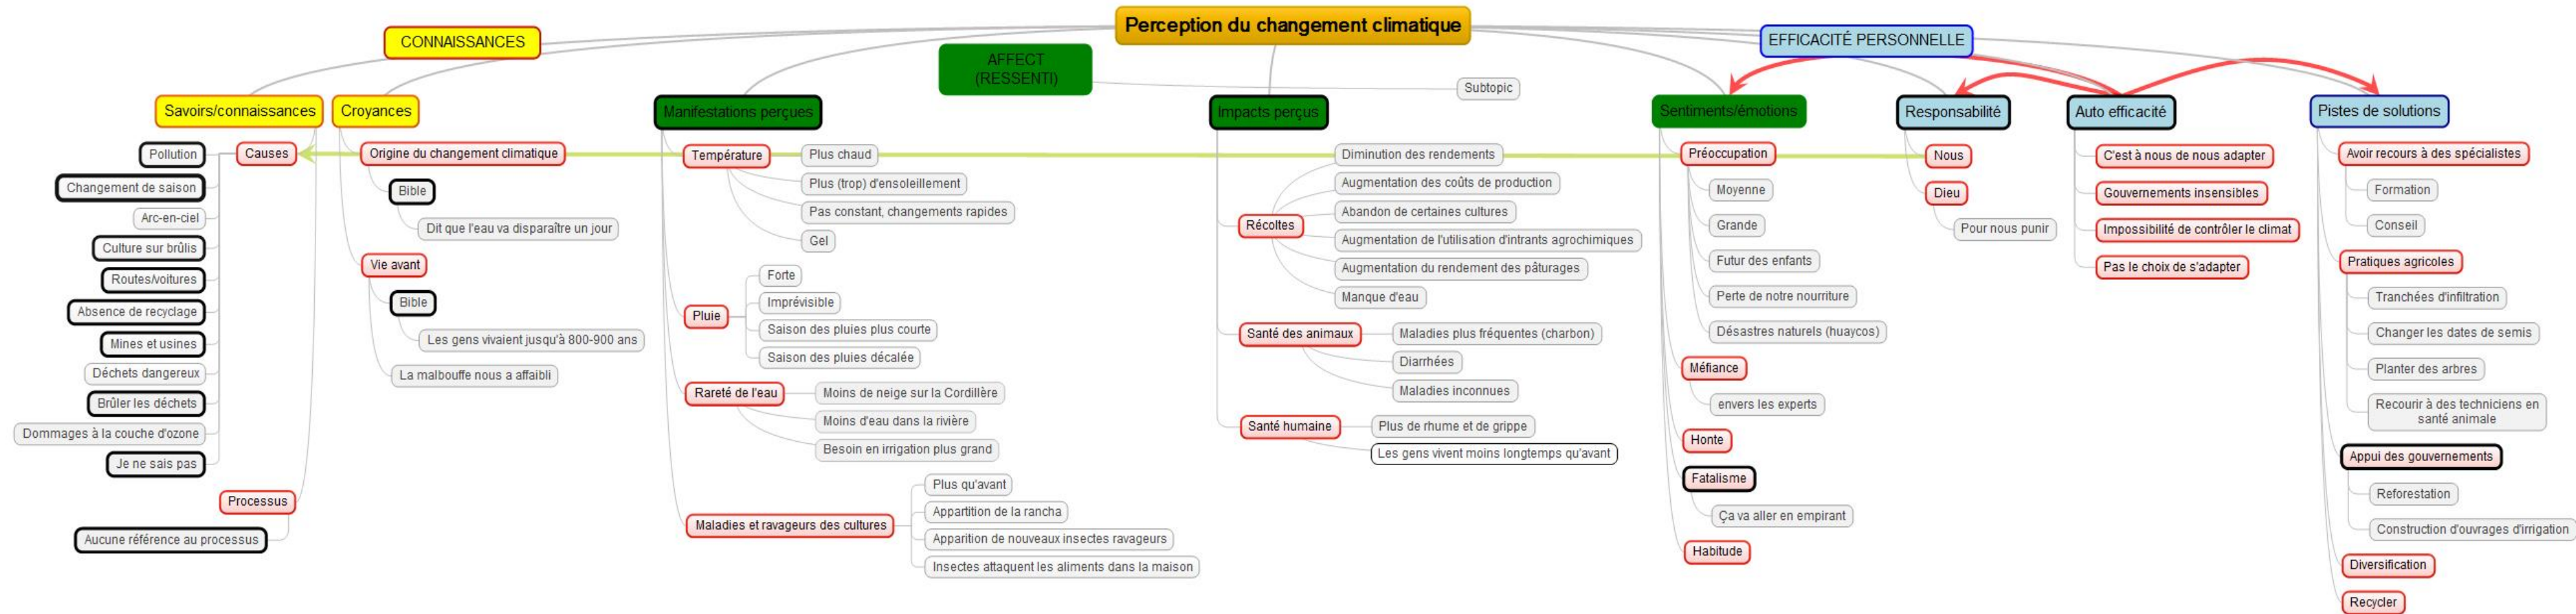 Perception du changement climatique
CONNAISSANCES
AFFECT
(RESSENTI)
Subtopic
EFFICACITÉ PERSONNELLE
Savoirs/connaissances
Causes
Pollution
Changement de saison
Arc-en-ciel
Culture sur brûlis
Routes/voitures
Absence de recyclage
Mines et usines
Déchets dangereux
Brûler les déchets
Dommages à la couche d'ozone
Je ne sais pas
Processus
Aucune référence au processus
Croyances
Origine du changement climatique
Bible
Dit que l'eau va disparaître un jour
Vie avant
Bible
Les gens vivaient jusqu'à 800-900 ans
La malbouffe nous a affaibli
Manifestations perçues
Température
Plus chaud
Plus (trop) d'ensoleillement
Pas constant, changements rapides
Gel
Pluie
Forte
Imprévisible
Saison des pluies plus courte
Saison des pluies décalée
Rareté de l'eau
Moins de neige sur la Cordillère
Moins d'eau dans la rivière
Besoin en irrigation plus grand
Maladies et ravageurs des cultures
Plus qu'avant
Appartition de la rancha
Apparition de nouveaux insectes ravageurs
Insectes attaquent les aliments dans la maison
Impacts perçus
Récoltes
Diminution des rendements
Augmentation des coûts de production
Abandon de certaines cultures
Augmentation de l'utilisation d'intrants agrochimiques
Augmentation du rendement des pâturages
Manque d'eau
Santé des animaux
Maladies plus fréquentes (charbon)
Diarrhées
Maladies inconnues
Santé humaine
Plus de rhume et de grippe
Les gens vivent moins longtemps qu'avant
Sentiments/émotions
Préoccupation
Moyenne
Grande
Futur des enfants
Perte de notre nourriture
Désastres naturels (huaycos)
Méfiance
envers les experts
Honte
Fatalisme
Ça va aller en empirant
Habitude
Responsabilité
Nous
Dieu
Pour nous punir
Auto efficacité
C'est à nous de nous adapter
Gouvernements insensibles
Impossibilité de contrôler le climat
Pas le choix de s'adapter
Pistes de solutions
Avoir recours à des spécialistes
Formation
Conseil
Pratiques agricoles
Tranchées d'infiltration
Changer les dates de semis
Planter des arbres
Recourir à des techniciens en
santé animale
Appui des gouvernements
Reforestation
Construction d'ouvrages d'irrigation
Diversification
Recycler